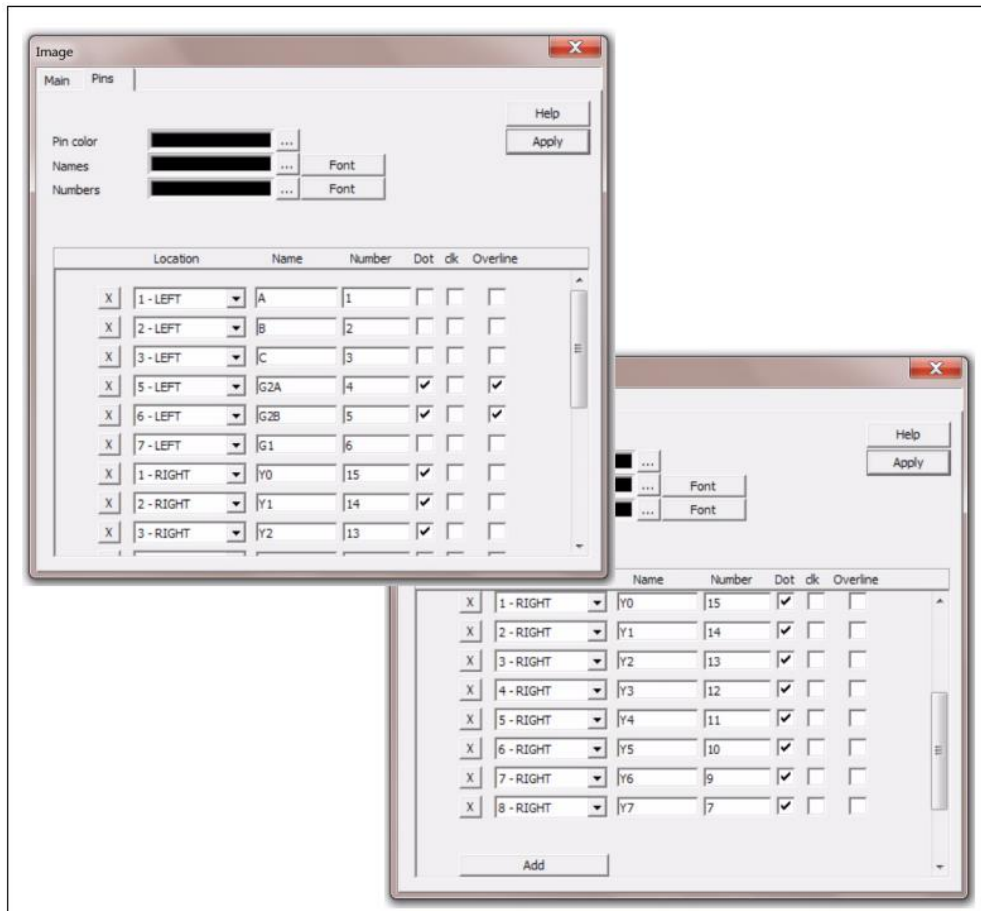 Image
X
Main Pins
Help
Pin color ... Apply
Names ... Font
Numbers ... Font
Location Name Number Dot clk Overline
X 1 - LEFT A 1
X 2 - LEFT B 2
X 3 - LEFT C 3
X 5 - LEFT G2A 4
X 6 - LEFT G2B 5
X 7 - LEFT G1 6
X 1 - RIGHT Y0 15
X 2 - RIGHT Y1 14
X 3 - RIGHT Y2 13
X
Help
... Apply
... Font
... Font
Name Number Dot clk Overline
X 1 - RIGHT Y0 15
X 2 - RIGHT Y1 14
X 3 - RIGHT Y2 13
X 4 - RIGHT Y3 12
X 5 - RIGHT Y4 11
X 6 - RIGHT Y5 10
X 7 - RIGHT Y6 9
X 8 - RIGHT Y7 7
Add